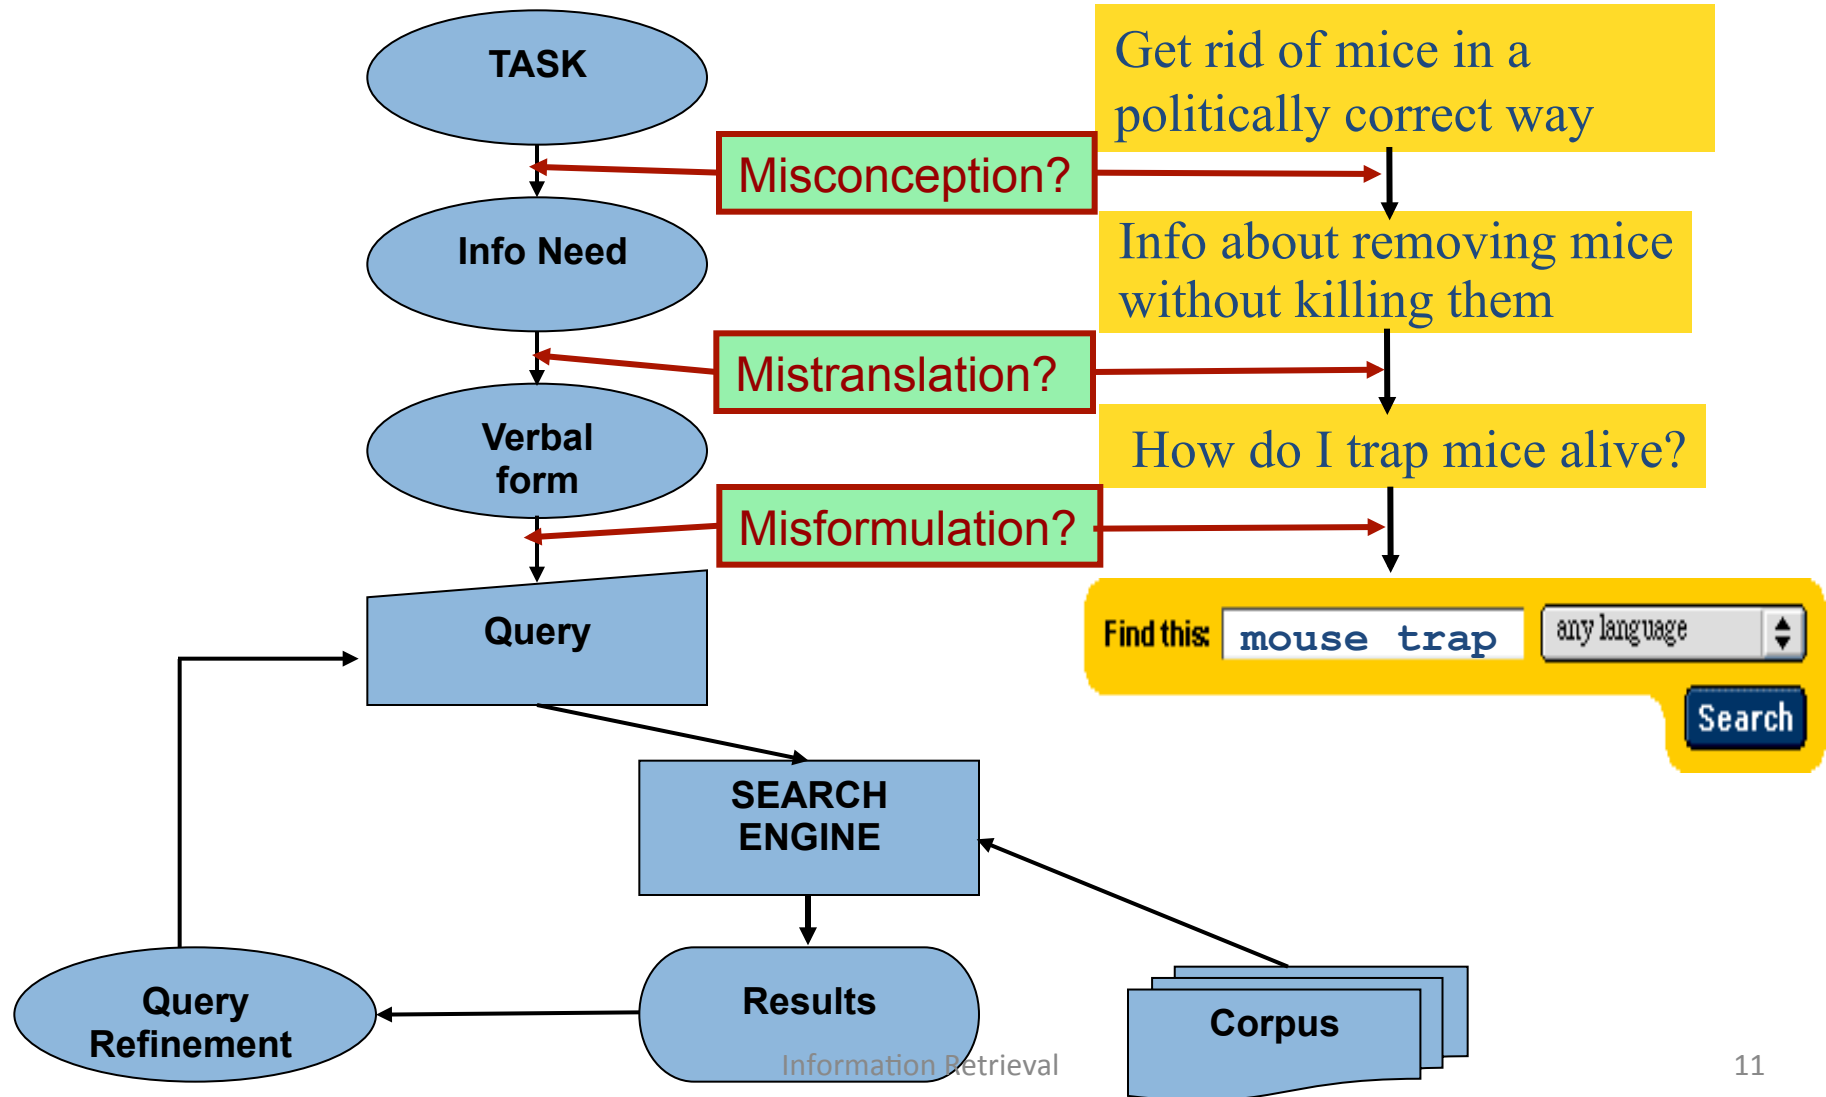 TASK
Get rid of mice in a
politically correct way
Misconception?
Info Need
Info about removing mice
without killing them
Mistranslation?
Verbal
form
How do I trap mice alive?
Misformulation?
Query
Find this:
mouse trap
any language
Search
SEARCH
ENGINE
Query
Refinement
Results
Corpus
Information Retrieval
11